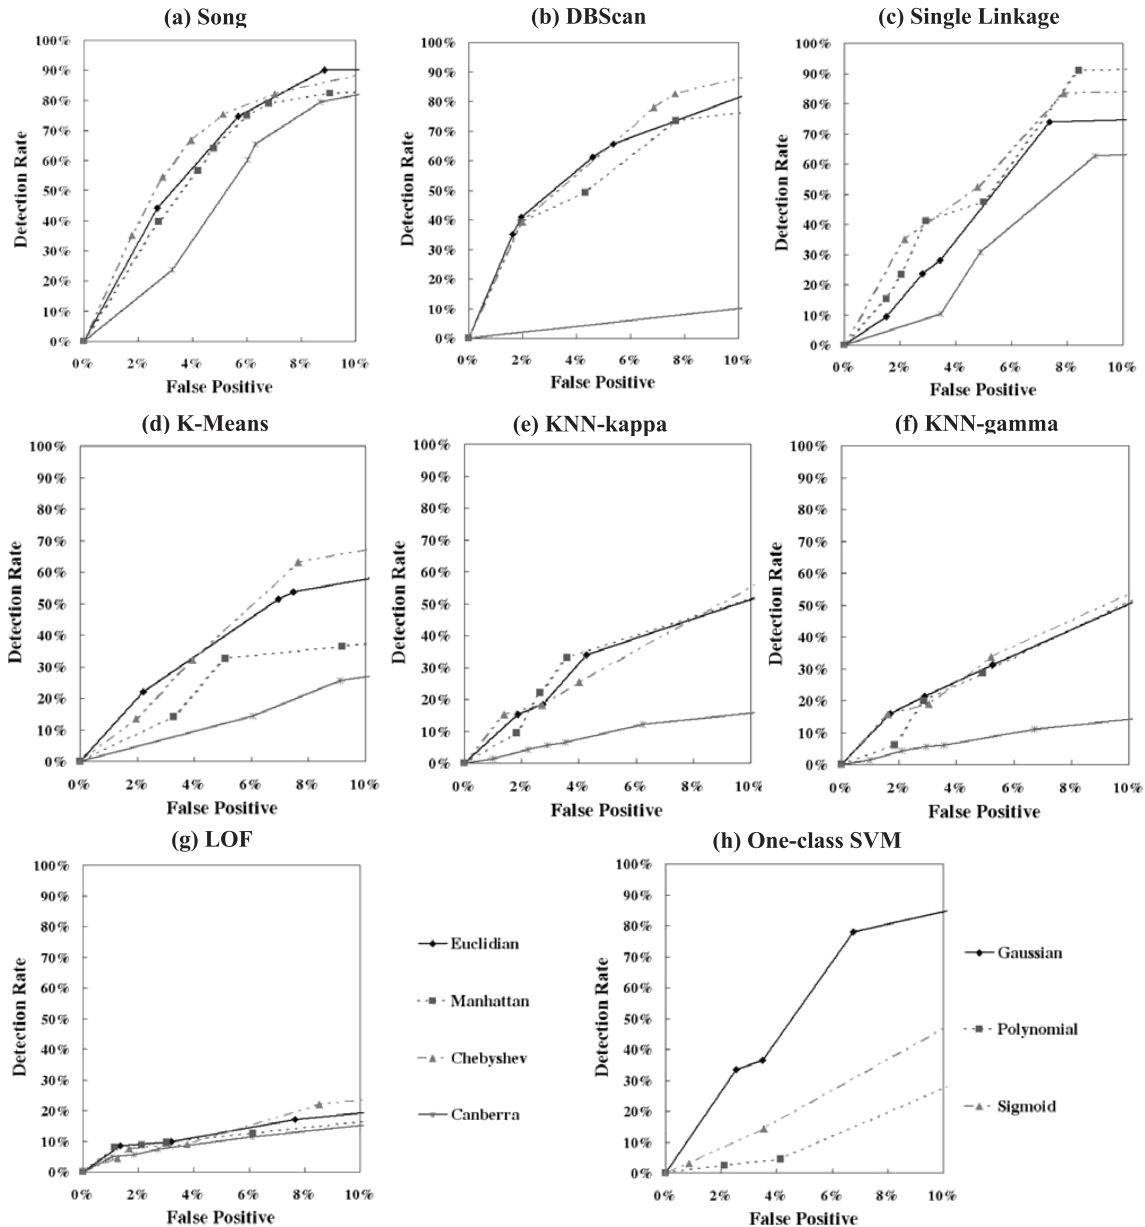 (a) Song
(b) DBScan
(c) Single Linkage
100%
90%
80%
70%
60%
50%
40%
30%
20%
10%
0%
Detection Rate
0% 2% 4% 6% 8% 10%
False Positive
100%
90%
80%
70%
60%
50%
40%
30%
20%
10%
0%
Detection Rate
0% 2% 4% 6% 8% 10%
False Positive
100%
90%
80%
70%
60%
50%
40%
30%
20%
10%
0%
Detection Rate
0% 2% 4% 6% 8% 10%
False Positive
(d) K-Means
(e) KNN-kappa
(f) KNN-gamma
100%
90%
80%
70%
60%
50%
40%
30%
20%
10%
0%
Detection Rate
0% 2% 4% 6% 8% 10%
False Positive
100%
90%
80%
70%
60%
50%
40%
30%
20%
10%
0%
Detection Rate
0% 2% 4% 6% 8% 10%
False Positive
100%
90%
80%
70%
60%
50%
40%
30%
20%
10%
0%
Detection Rate
0% 2% 4% 6% 8% 10%
False Positive
(g) LOF
(h) One-class SVM
100%
90%
80%
70%
60%
50%
40%
30%
20%
10%
0%
Detection Rate
0% 2% 4% 6% 8% 10%
False Positive
Euclidian
Manhattan
Chebyshev
Canberra
100%
90%
80%
70%
60%
50%
40%
30%
20%
10%
0%
Detection Rate
0% 2% 4% 6% 8% 10%
False Positive
Gaussian
Polynomial
Sigmoid